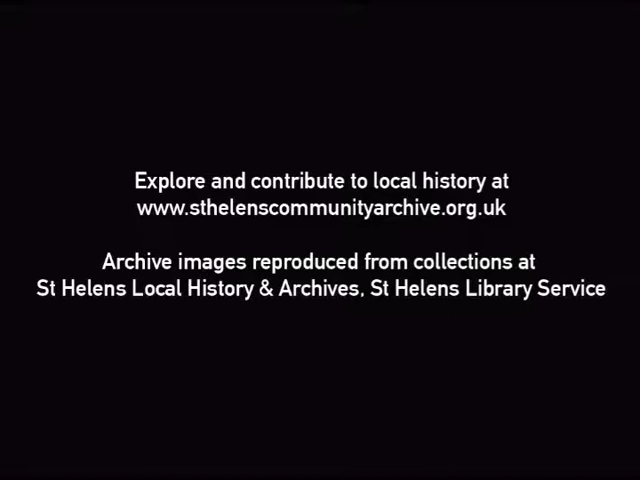 Explore and contribute to local history at
www.sthelenscommunityarchive.org.uk
Archive images reproduced from collections at
St Helens Local History & Archives, St Helens Library Service